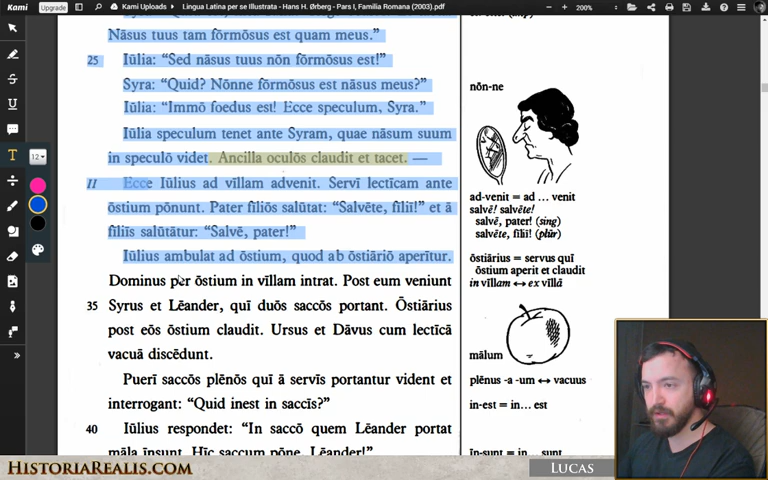 Kami
Upgrade
Kami Uploads > Lingua Latina per se Illustrata - Hans H. Ørberg - Pars I, Familia Romana (2003).pdf
200%
12
Nāsus tuus tam fōrmōsus est quam meus."
25 Iūlia: "Sed nāsus tuus nōn fōrmōsus est!"
Syra: "Quid? Nōnne fōrmōsus est nāsus meus?"
Iūlia: "Immō foedus est! Ecce speculum, Syra."
Iūlia speculum tenet ante Syram, quae nāsum suum
in speculō videt. Ancilla oculōs claudit et tacet. —
II Ecce Iūlius ad vīllam advenit. Servī lectīcam ante
ōstium pōnunt. Pater fīliōs salūtat: "Salvēte, fīliī!" et ā
fīliīs salūtātur: "Salvē, pater!"
Iūlius ambulat ad ōstium, quod ab ōstiāriō aperītur.
Dominus per ōstium in vīllam intrat. Post eum veniunt
35 Syrus et Lēander, quī duōs saccōs portant. Ōstiārius
post eōs ōstium claudit. Ursus et Dāvus cum lectīcā
vacuā discēdunt.
Puerī saccōs plēnōs quī ā servīs portantur vident et
interrogant: "Quid inest in saccīs?"
40 Iūlius respondet: "In saccō quem Lēander portat
māla īnsunt. Hīc saccum pōne, Lēander!"
nōn-ne
ad-venit = ad ... venit
salvē! salvēte!
salvē, pater! (sing)
salvēte, fīliī! (plūr)
ōstiārius = servus quī
ōstium aperit et claudit
in vīllam ↔ ex vīllā
mālum
plēnus -a -um ↔ vacuus
in-est = in... est
īn-sunt = in ... sunt
HISTORIAREALIS.COM
LUCAS